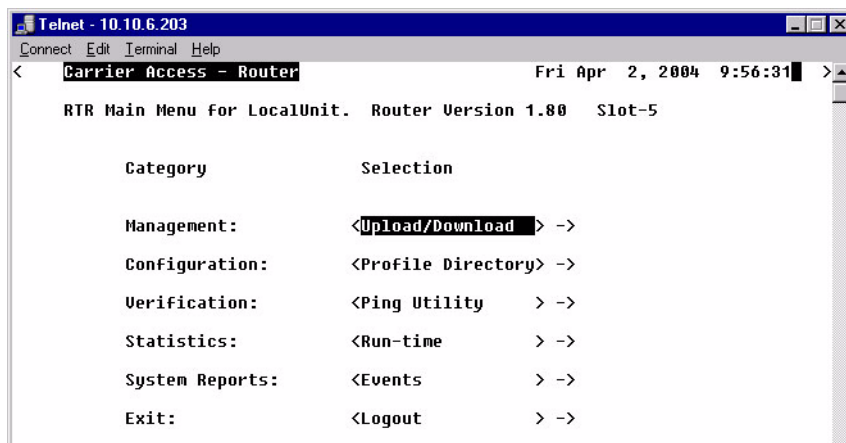 Telnet - 10.10.6.203
Connect Edit Terminal Help
< Carrier Access - Router Fri Apr 2, 2004 9:56:31 >
RTR Main Menu for LocalUnit. Router Version 1.80 Slot-5
Category Selection
Management: <Upload/Download > ->
Configuration: <Profile Directory> ->
Verification: <Ping Utility > ->
Statistics: <Run-time > ->
System Reports: <Events > ->
Exit: <Logout > ->